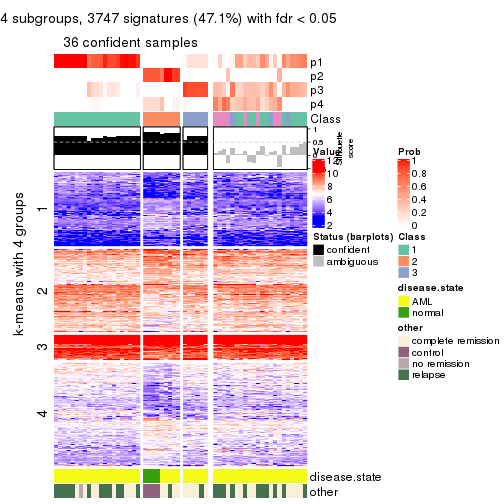 4 subgroups, 3747 signatures (47.1%) with fdr < 0.05
36 confident samples
p1
p2
p3
p4
Class
1
0.5
0
Silhouette
score
k-means with 4 groups
1
2
3
4
disease.state
other
Value
12
10
8
6
4
2
Status (barplots)
confident
ambiguous
Prob
1
0.8
0.6
0.4
0.2
0
Class
1
2
3
disease.state
AML
normal
other
complete remission
control
no remission
relapse